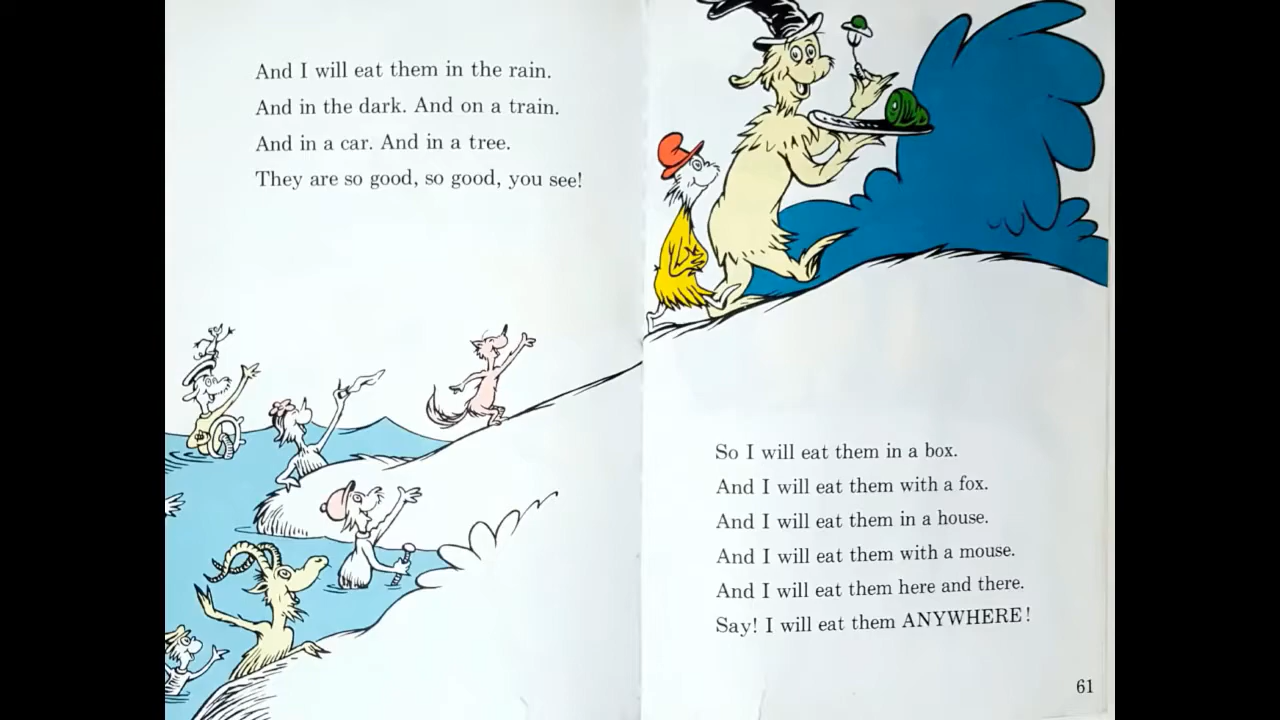 And I will eat them in the rain.
And in the dark. And on a train.
And in a car. And in a tree.
They are so good, so good, you see!
So I will eat them in a box.
And I will eat them with a fox.
And I will eat them in a house.
And I will eat them with a mouse.
And I will eat them here and there.
Say! I will eat them ANYWHERE!
61